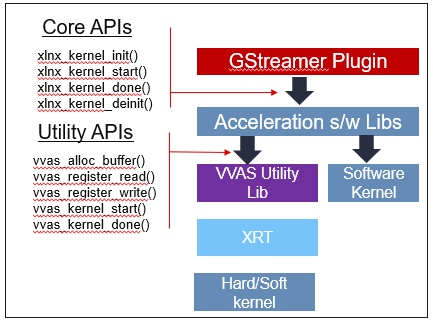 Core APIs
xlnx_kernel_init()
xlnx_kernel_start()
xlnx_kernel_done()
xlnx_kernel_deinit()
Utility APIs
vvas_alloc_buffer()
vvas_register_read()
vvas_register_write()
vvas_kernel_start()
vvas_kernel_done()
GStreamer Plugin
Acceleration s/w Libs
VVAS Utility
Lib
Software
Kernel
XRT
Hard/Soft
kernel